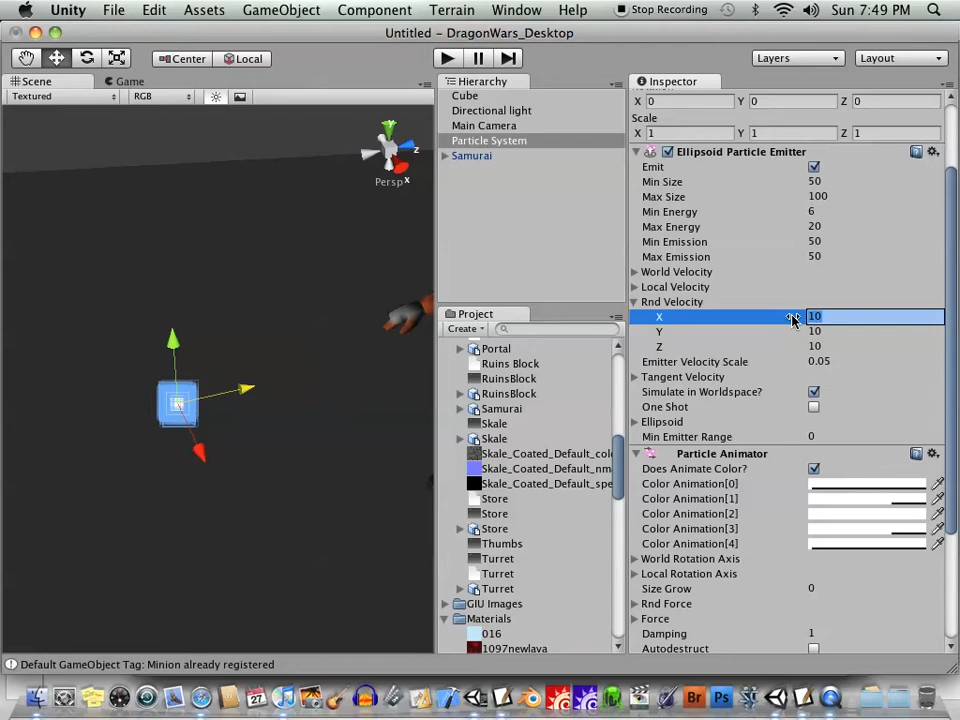 Unity File Edit Assets GameObject Component Terrain Window Help Stop Recording Sun 7:49 PM
Untitled - DragonWars_Desktop
Center Local Layers Layout
Scene Game
Textured RGB
z
Persp x
Hierarchy
Cube
Directional light
Main Camera
Particle System
Samurai
Project
Create
Portal
Ruins Block
RuinsBlock
RuinsBlock
Samurai
Skale
Skale
Skale_Coated_Default_col
Skale_Coated_Default_nm
Skale_Coated_Default_spe
Store
Store
Store
Thumbs
Turret
Turret
Turret
GIU Images
Materials
016
1097newlava
Inspector
X 0 Y 0 Z 0
Scale
X 1 Y 1 Z 1
Ellipsoid Particle Emitter
Emit
Min Size 50
Max Size 100
Min Energy 6
Max Energy 20
Min Emission 50
Max Emission 50
World Velocity
Local Velocity
Rnd Velocity
X 10
Y 10
Z 10
Emitter Velocity Scale 0.05
Tangent Velocity
Simulate in Worldspace?
One Shot
Ellipsoid
Min Emitter Range 0
Particle Animator
Does Animate Color?
Color Animation[0]
Color Animation[1]
Color Animation[2]
Color Animation[3]
Color Animation[4]
World Rotation Axis
Local Rotation Axis
Size Grow 0
Rnd Force
Force
Damping 1
Autodestruct
Default GameObject Tag: Minion already registered
27
Br Ps